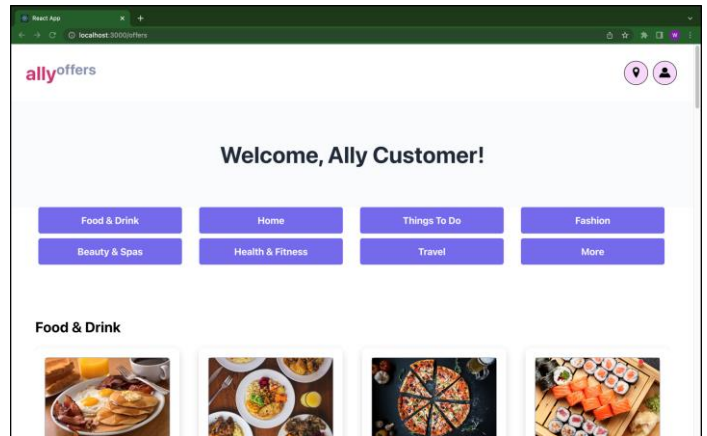 React App
localhost:3000/offers
W
allyoffers
Welcome, Ally Customer!
Food & Drink
Home
Things To Do
Fashion
Beauty & Spas
Health & Fitness
Travel
More
Food & Drink